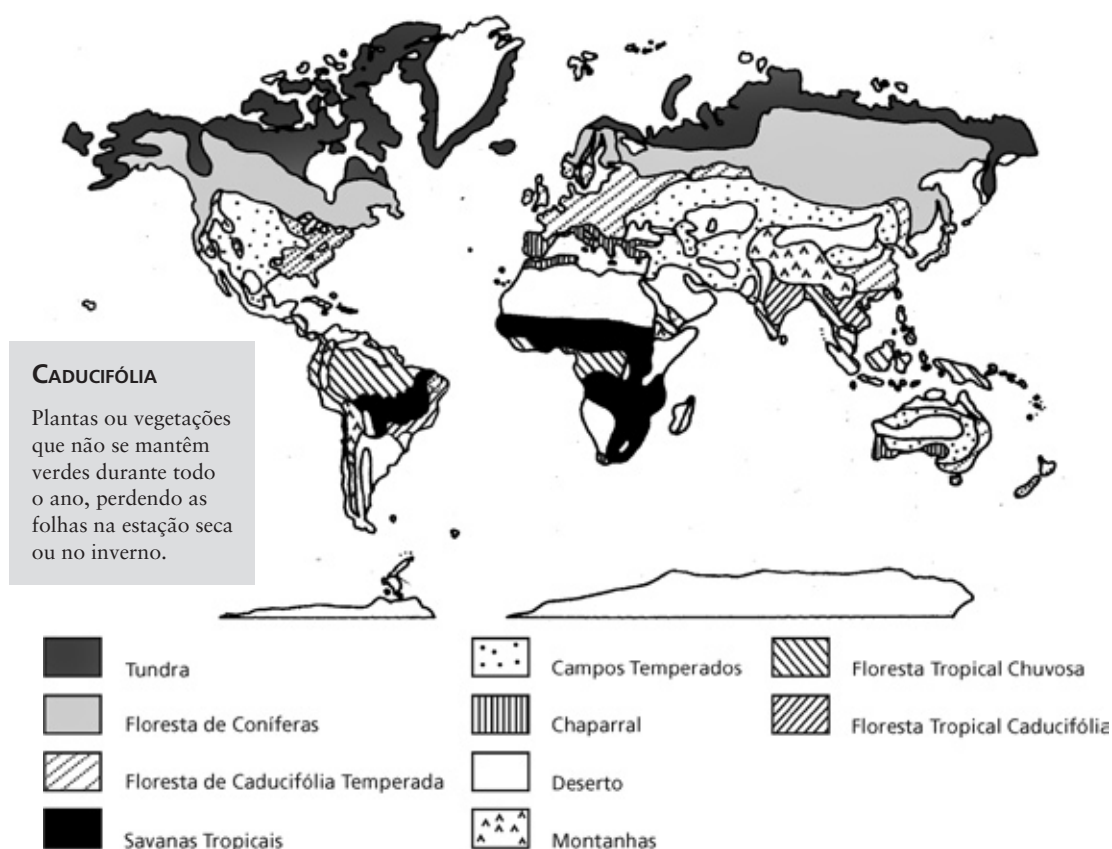 CADUCIFÓLIA
Plantas ou vegetações
que não se mantêm
verdes durante todo
o ano, perdendo as
folhas na estação seca
ou no inverno.
Tundra
Floresta de Coníferas
Floresta de Caducifólia Temperada
Savanas Tropicais
Campos Temperados
Chaparral
Deserto
Montanhas
Floresta Tropical Chuvosa
Floresta Tropical Caducifólia